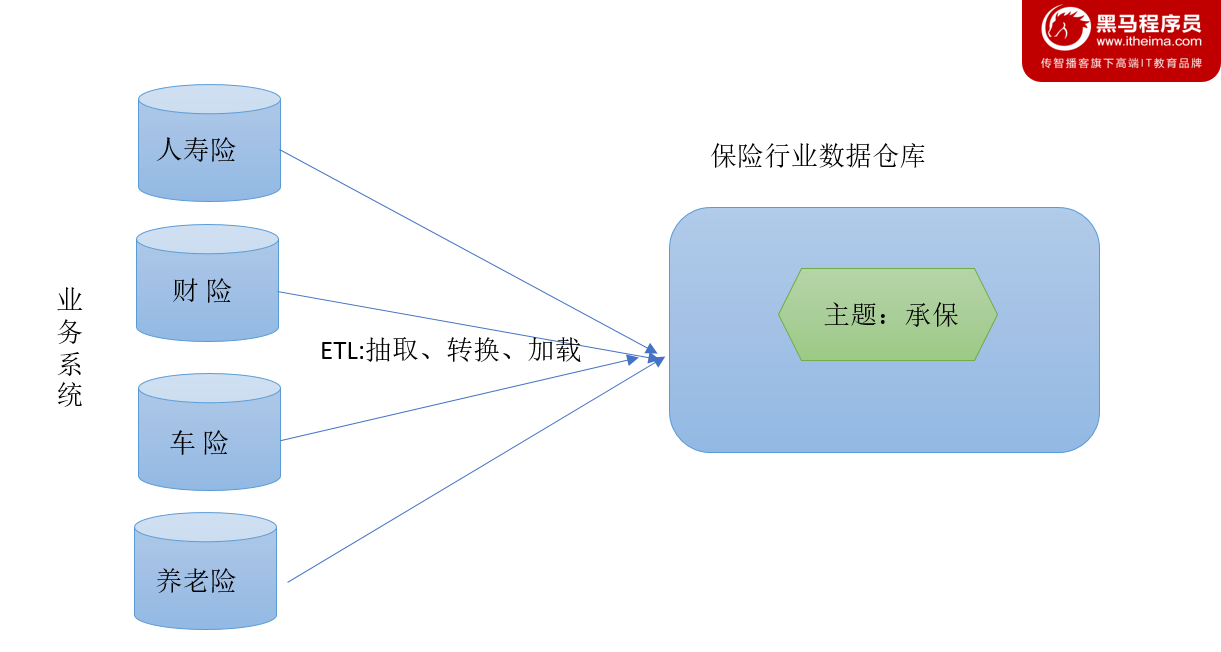 黑马程序员
www.itheima.com
传智播客旗下高端IT教育品牌
人寿险
保险行业数据仓库
财 险
业务系统
主题：承保
ETL:抽取、转换、加载
车 险
养老险